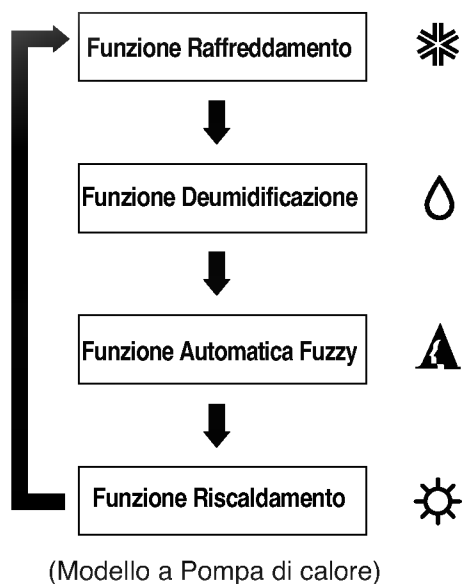 Funzione Raffreddamento
Funzione Deumidificazione
Funzione Automatica Fuzzy
Funzione Riscaldamento
(Modello a Pompa di calore)